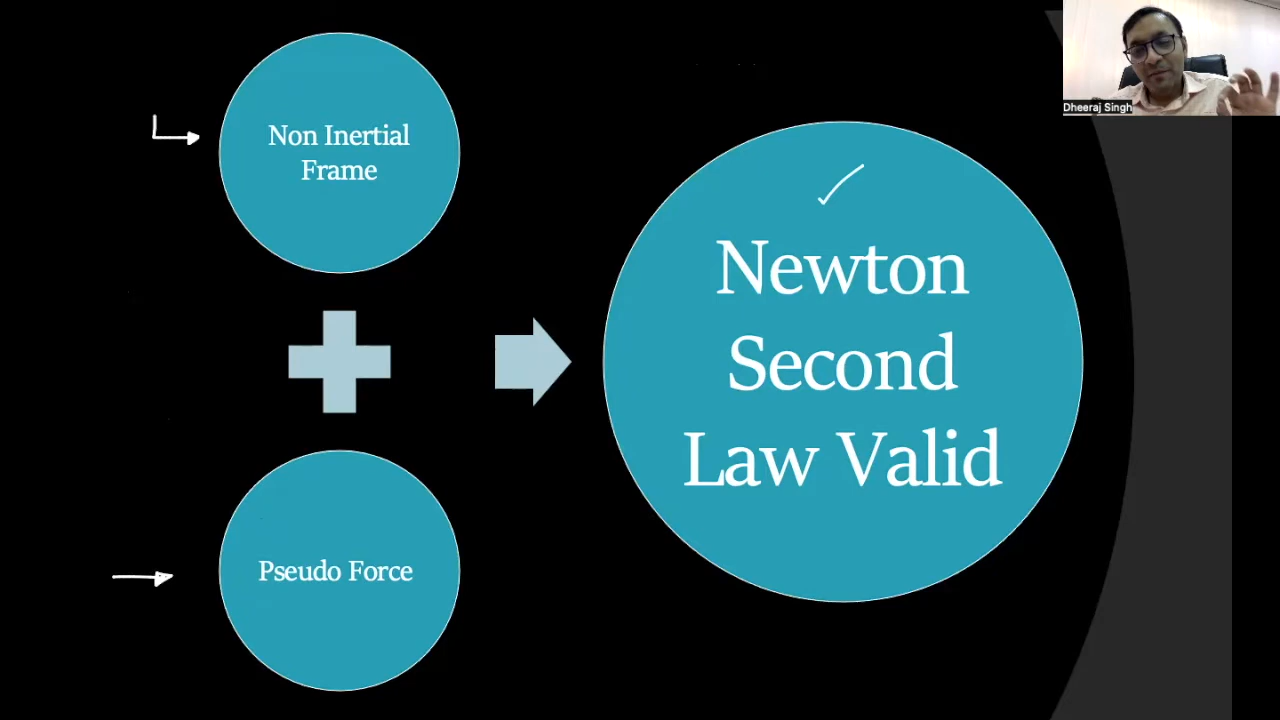 Non Inertial
Frame
Pseudo Force
Newton
Second
Law Valid
Dheeraj Singh